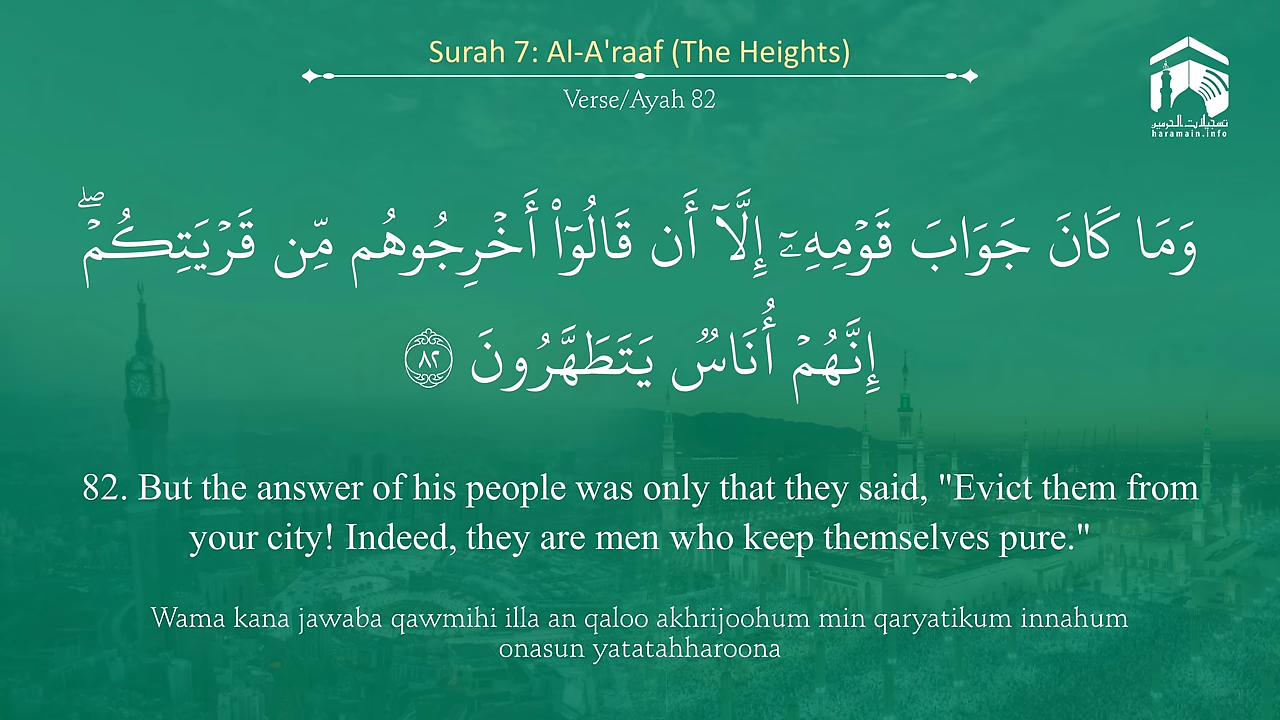 Surah 7: Al-A'raaf (The Heights)
Verse/Ayah 82
تسجيلات الحرمين
haramain.info
وَمَا كَانَ جَوَابَ قَوْمِهِۦٓ إِلَّآ أَن قَالُوٓا۟ أَخْرِجُوهُم مِّن قَرْيَتِكُمْ ۖ
إِنَّهُمْ أُنَاسٌ يَتَطَهَّرُونَ ٨٢
82. But the answer of his people was only that they said, "Evict them from
your city! Indeed, they are men who keep themselves pure."
Wama kana jawaba qawmihi illa an qaloo akhrijoohum min qaryatikum innahum
onasun yatatahharoona